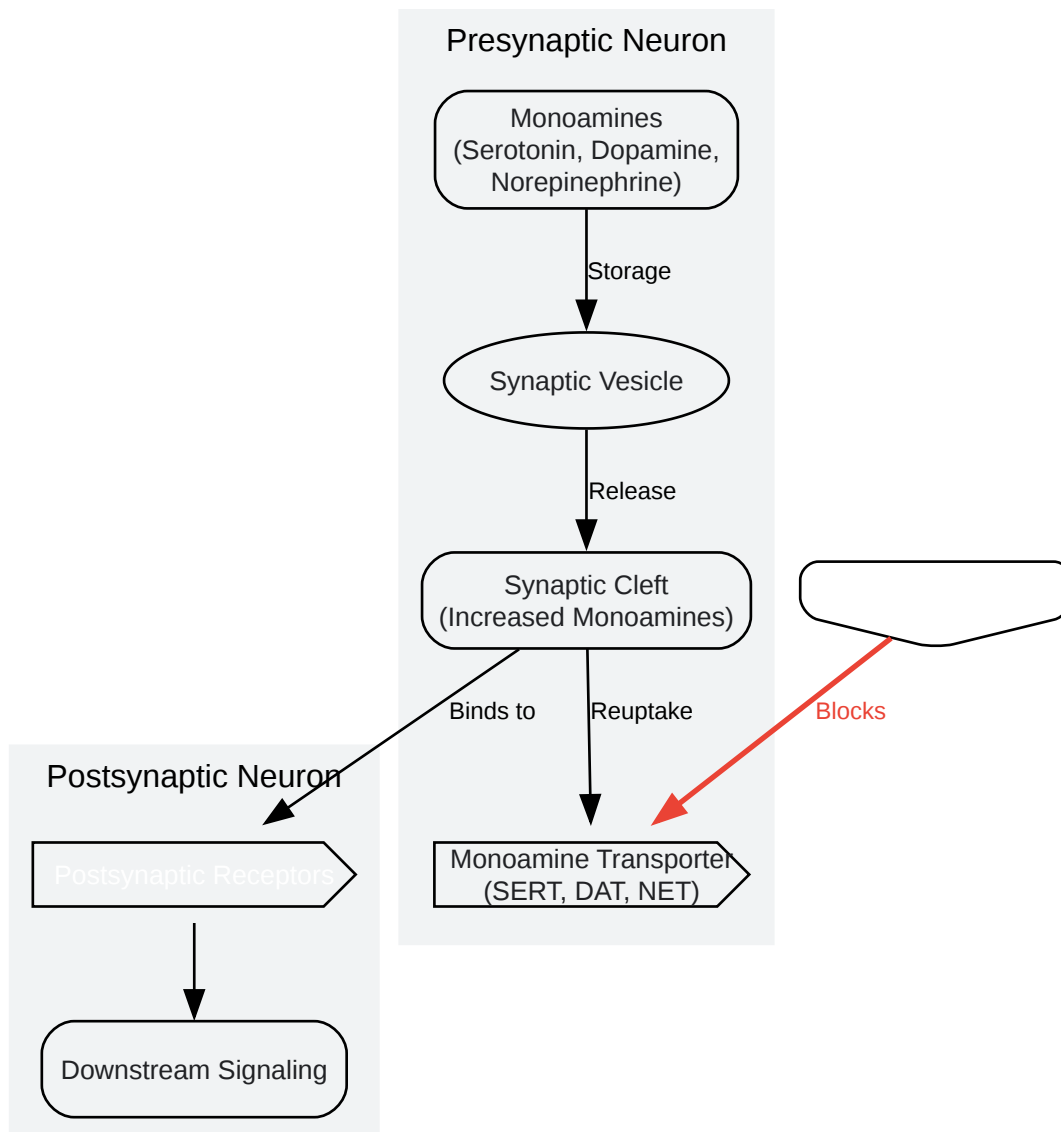 Presynaptic Neuron
Monoamines
(Serotonin, Dopamine,
Norepinephrine)
Storage
Synaptic Vesicle
Release
Synaptic Cleft
(Increased Monoamines)
Binds to
Reuptake
Blocks
Postsynaptic Neuron
Postsynaptic Receptors
Monoamine Transporter
(SERT, DAT, NET)
Downstream Signaling